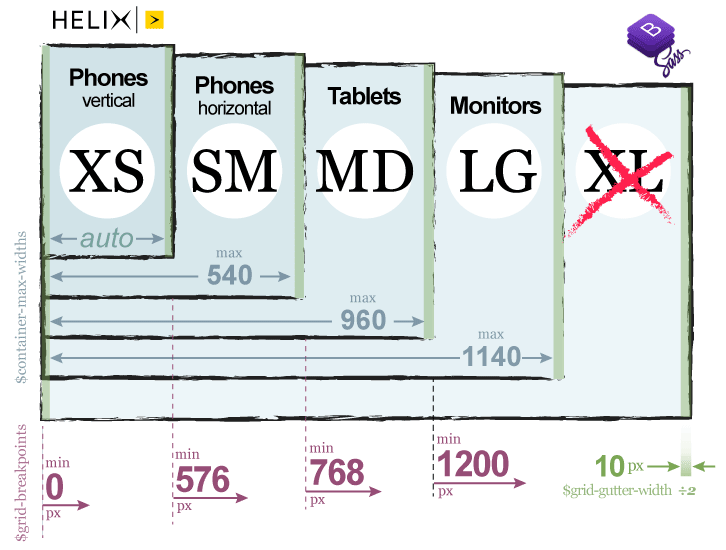 HELIX
B
Sass
Phones
vertical
XS
auto
Phones
horizontal
SM
max
540
Tablets
MD
max
960
Monitors
LG
max
1140
XL
$container-max-widths
$grid-breakpoints
min
0
px
min
576
px
min
768
px
min
1200
px
10 px
$grid-gutter-width ÷2